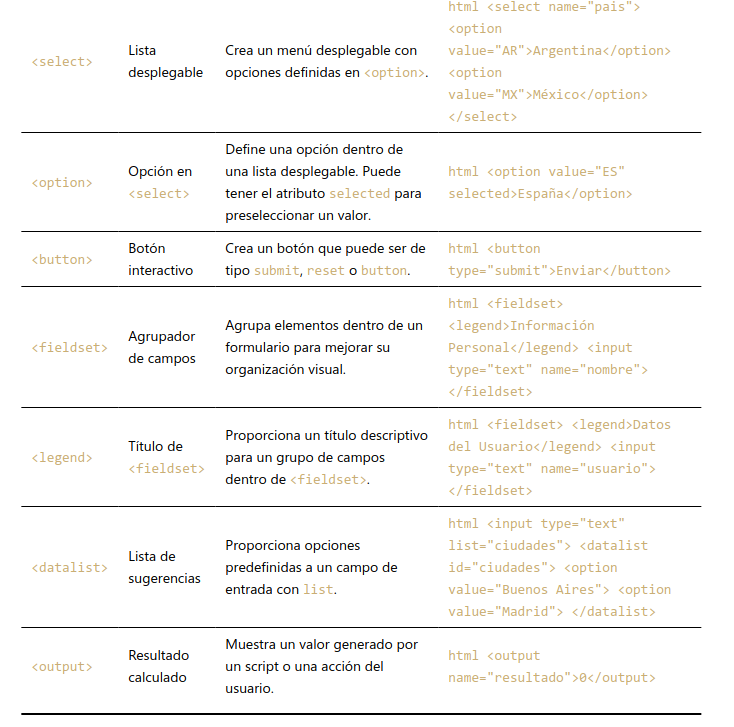 html <select name="pais">
<option
value="AR">Argentina</option>
<option
value="MX">México</option>
</select>
<select>
Lista
desplegable
Crea un menú desplegable con
opciones definidas en <option>.
<option>
Opción en
<select>
Define una opción dentro de
una lista desplegable. Puede
tener el atributo selected para
preseleccionar un valor.
html <option value="ES"
selected>España</option>
<button>
Botón
interactivo
Crea un botón que puede ser de
tipo submit, reset o button.
html <button
type="submit">Enviar</button>
<fieldset>
Agrupador
de campos
Agrupa elementos dentro de un
formulario para mejorar su
organización visual.
html <fieldset>
<legend>Información
Personal</legend> <input
type="text" name="nombre">
</fieldset>
<legend>
Título de
<fieldset>
Proporciona un título descriptivo
para un grupo de campos
dentro de <fieldset>.
html <fieldset> <legend>Datos
del Usuario</legend> <input
type="text" name="usuario">
</fieldset>
<datalist>
Lista de
sugerencias
Proporciona opciones
predefinidas a un campo de
entrada con list.
html <input type="text"
list="ciudades"> <datalist
id="ciudades"> <option
value="Buenos Aires"> <option
value="Madrid"> </datalist>
<output>
Resultado
calculado
Muestra un valor generado por
un script o una acción del
usuario.
html <output
name="resultado">0</output>